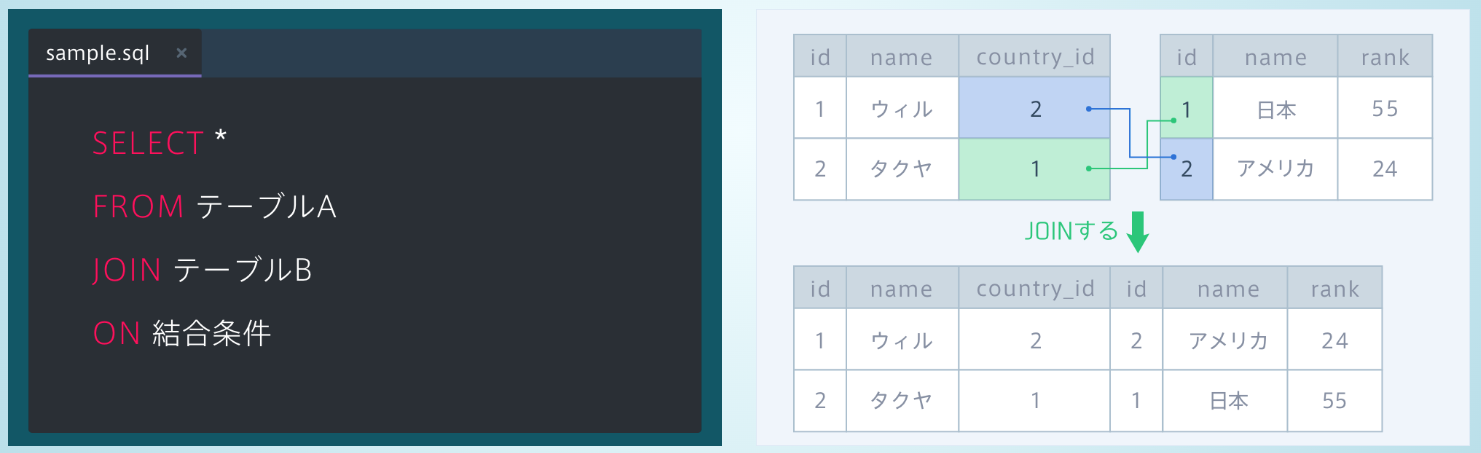 sample.sql ×
SELECT *
FROM テーブルA
JOIN テーブルB
ON 結合条件
id name country_id
1 ウィル 2
2 タクヤ 1
id name rank
1 日本 55
2 アメリカ 24
JOINする
id name country_id id name rank
1 ウィル 2 2 アメリカ 24
2 タクヤ 1 1 日本 55